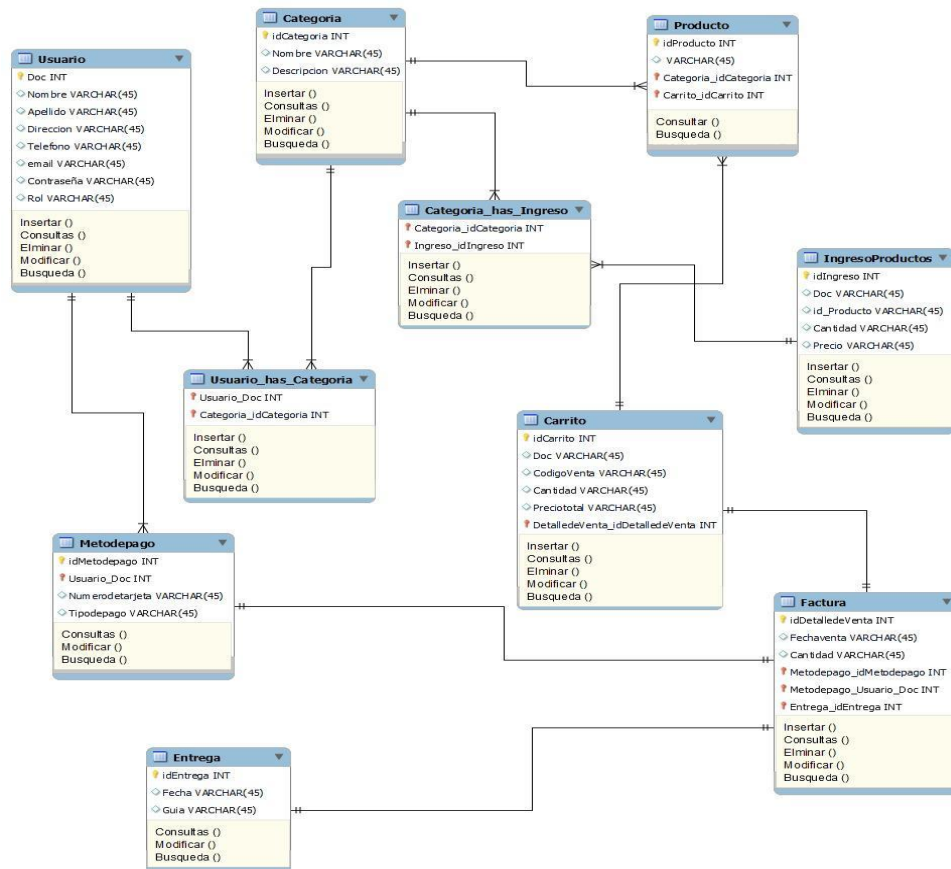 Usuario
Doc INT
Nombre VARCHAR(45)
Apellido VARCHAR(45)
Direccion VARCHAR(45)
Telefono VARCHAR(45)
email VARCHAR(45)
Contraseña VARCHAR(45)
Rol VARCHAR(45)
Insertar ()
Consultas ()
Elminar ()
Modificar ()
Busqueda ()
Categoria
idCategoria INT
Nombre VARCHAR(45)
Descripcion VARCHAR(45)
Insertar ()
Consultas ()
Elminar ()
Modificar ()
Busqueda ()
Producto
idProducto INT
VARCHAR(45)
Categoria_idCategoria INT
Carrito_idCarrito INT
Consultar ()
Busqueda ()
Categoria_has_Ingreso
Categoria_idCategoria INT
Ingreso_idIngreso INT
Insertar ()
Consultas ()
Elminar ()
Modificar ()
Busqueda ()
IngresoProductos
idIngreso INT
Doc VARCHAR(45)
id_Producto VARCHAR(45)
Cantidad VARCHAR(45)
Precio VARCHAR(45)
Insertar ()
Consultas ()
Elminar ()
Modificar ()
Busqueda ()
Usuario_has_Categoria
Usuario_Doc INT
Categoria_idCategoria INT
Insertar ()
Consultas ()
Elminar ()
Modificar ()
Busqueda ()
Carrito
idCarrito INT
Doc VARCHAR(45)
CodigoVenta VARCHAR(45)
Cantidad VARCHAR(45)
Preciototal VARCHAR(45)
DetalledeVenta_idDetalledeVenta INT
Insertar ()
Consultas ()
Elminar ()
Modificar ()
Busqueda ()
Metodepago
idMetodepago INT
Usuario_Doc INT
Numerodetarjeta VARCHAR(45)
Tipodepago VARCHAR(45)
Consultas ()
Modificar ()
Busqueda ()
Factura
idDetalledeVenta INT
Fechaventa VARCHAR(45)
Cantidad VARCHAR(45)
Metodepago_idMetodepago INT
Metodepago_Usuario_Doc INT
Entrega_idEntrega INT
Insertar ()
Consultas ()
Elminar ()
Modificar ()
Busqueda ()
Entrega
idEntrega INT
Fecha VARCHAR(45)
Guia VARCHAR(45)
Consultas ()
Modificar ()
Busqueda ()